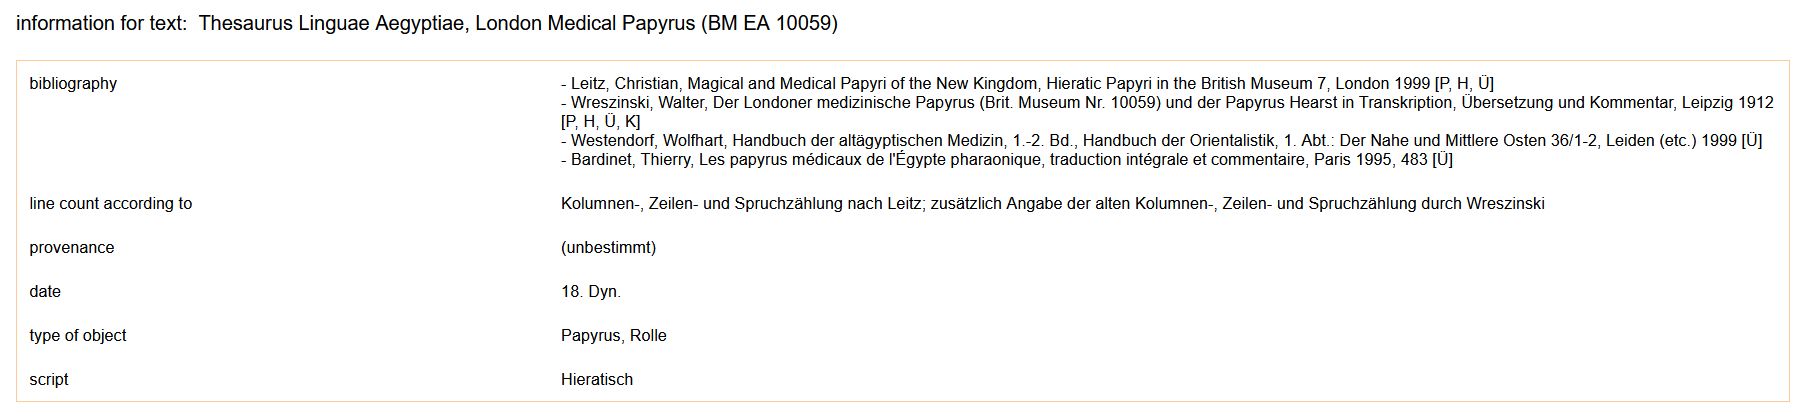 information for text:  Thesaurus Linguae Aegyptiae, London Medical Papyrus (BM EA 10059)
bibliography
- Leitz, Christian, Magical and Medical Papyri of the New Kingdom, Hieratic Papyri in the British Museum 7, London 1999 [P, H, Ü]
- Wreszinski, Walter, Der Londoner medizinische Papyrus (Brit. Museum Nr. 10059) und der Papyrus Hearst in Transkription, Übersetzung und Kommentar, Leipzig 1912
[P, H, Ü, K]
- Westendorf, Wolfhart, Handbuch der altägyptischen Medizin, 1.-2. Bd., Handbuch der Orientalistik, 1. Abt.: Der Nahe und Mittlere Osten 36/1-2, Leiden (etc.) 1999 [Ü]
- Bardinet, Thierry, Les papyrus médicaux de l'Égypte pharaonique, traduction intégrale et commentaire, Paris 1995, 483 [Ü]
line count according to
Kolumnen-, Zeilen- und Spruchzählung nach Leitz; zusätzlich Angabe der alten Kolumnen-, Zeilen- und Spruchzählung durch Wreszinski
provenance
(unbestimmt)
date
18. Dyn.
type of object
Papyrus, Rolle
script
Hieratisch